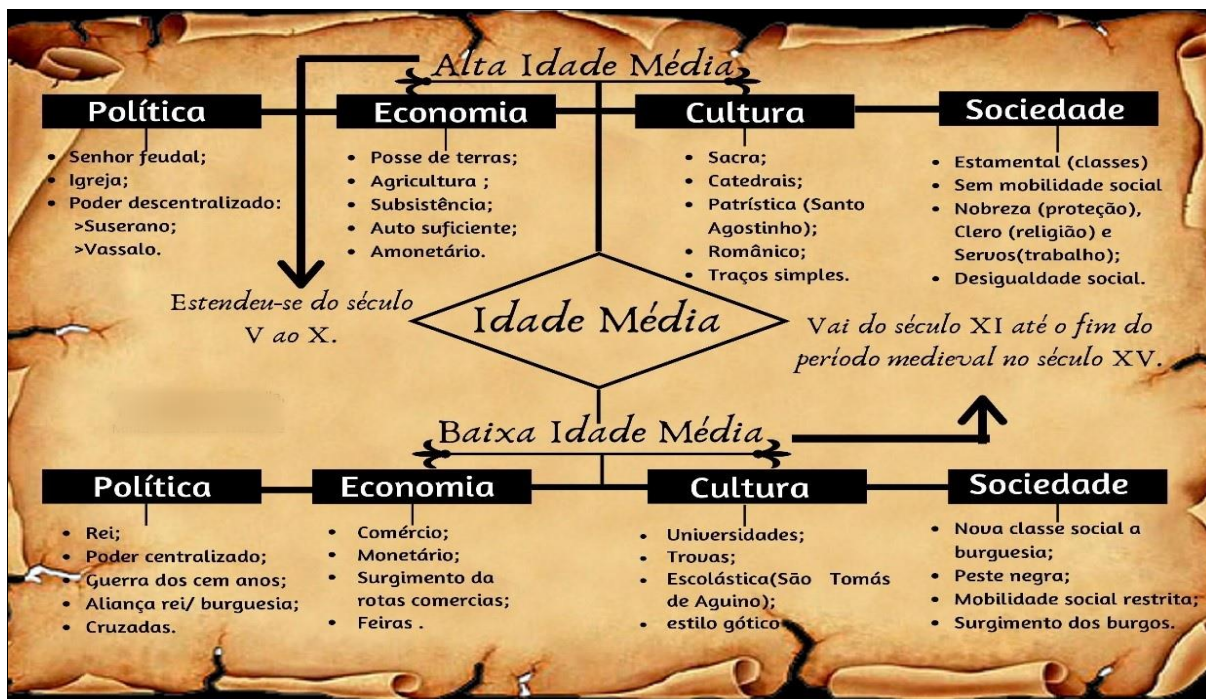 Alta Idade Média
Política
• Senhor feudal;
• Igreja;
• Poder descentralizado:
>Suserano;
>Vassalo.
Economia
• Posse de terras;
• Agricultura ;
• Subsistência;
• Auto suficiente;
• Amonetário.
Cultura
• Sacra;
• Catedrais;
• Patrística (Santo
Agostinho);
• Românico;
• Traços simples.
Sociedade
• Estamental (classes)
• Sem mobilidade social
• Nobreza (proteção),
Clero (religião) e
Servos(trabalho);
• Desigualdade social.
Estendeu-se do século
V ao X.
Idade Média
Vai do século XI até o fim do
período medieval no século XV.
Baixa Idade Média
Política
• Rei;
• Poder centralizado;
• Guerra dos cem anos;
• Aliança rei/ burguesia;
• Cruzadas.
Economia
• Comércio;
• Monetário;
• Surgimento da
rotas comercias;
• Feiras .
Cultura
• Universidades;
• Trovas;
• Escolástica(São Tomás
de Aguino);
• estilo gótico
Sociedade
• Nova classe social a
burguesia;
• Peste negra;
• Mobilidade social restrita;
• Surgimento dos burgos.